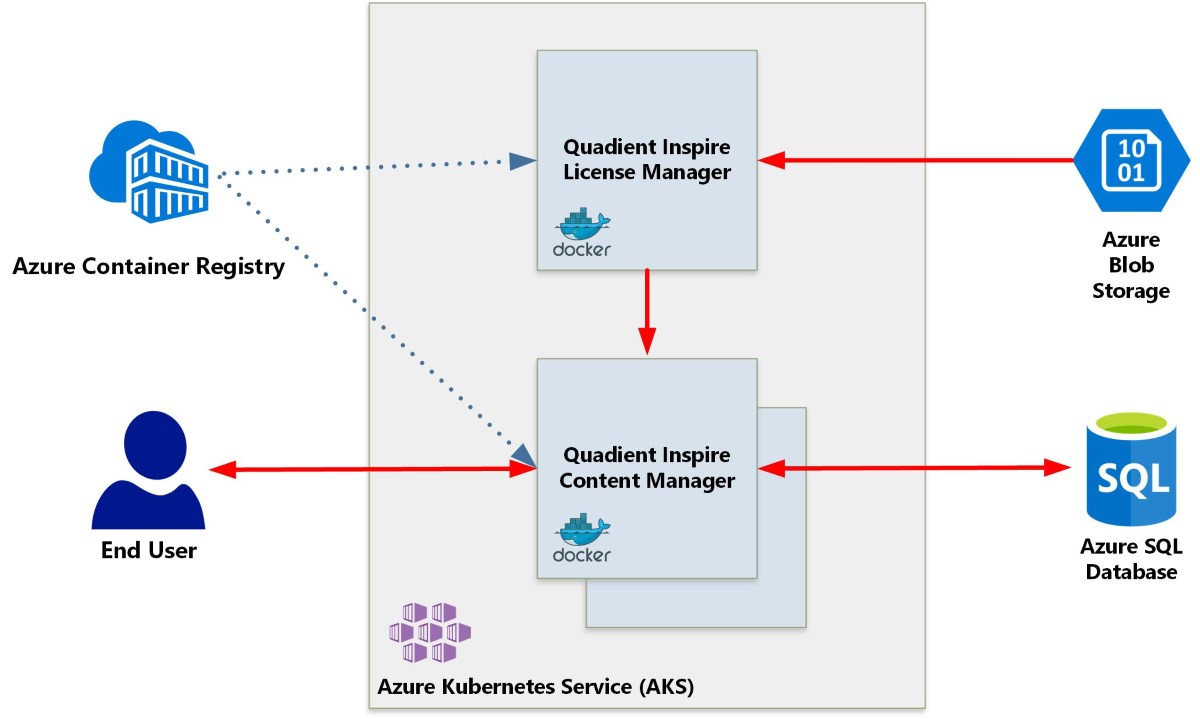 Quadient Inspire
License Manager
docker
10
01
Azure
Blob
Storage
Azure Container Registry
Quadient Inspire
Content Manager
docker
SQL
End User
Azure SQL
Database
Azure Kubernetes Service (AKS)